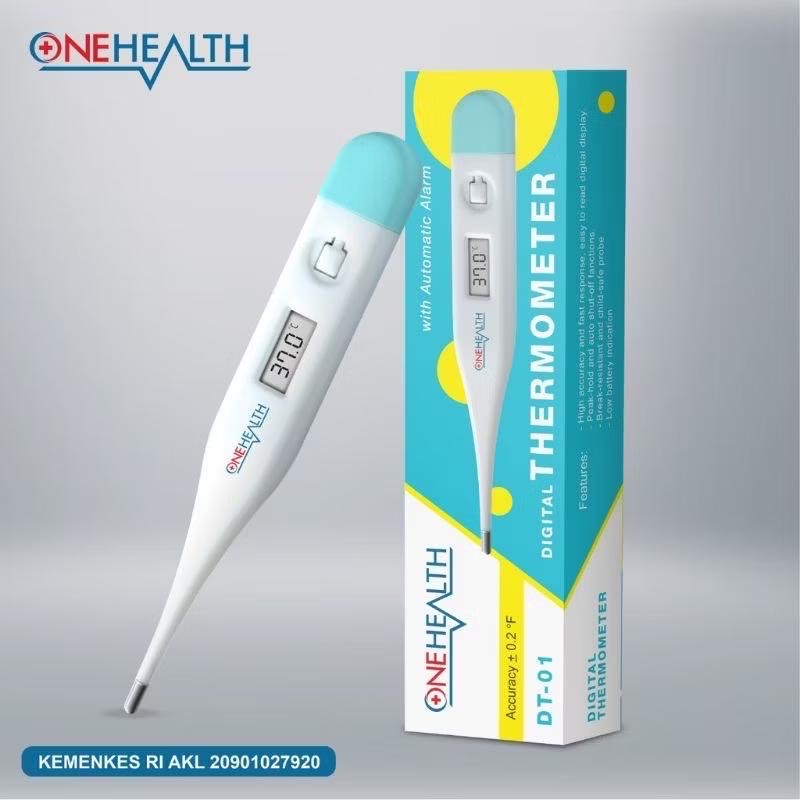 ONEHEALTH
37.0 °C
ONEHEALTH
with Automatic Alarm
DIGITAL THERMOMETER
37.0
ONEHEALTH
Features:
- High accuracy and fast response, easy to read digital display
- Peak-hold and auto shut-off fanctions
- Break-resistant and child-safe probe
- Low battery indication
ONEHEALTH
Accuracy ± 0.2 °F
DT-01
DIGITAL
THERMOMETER
KEMENKES RI AKL 20901027920